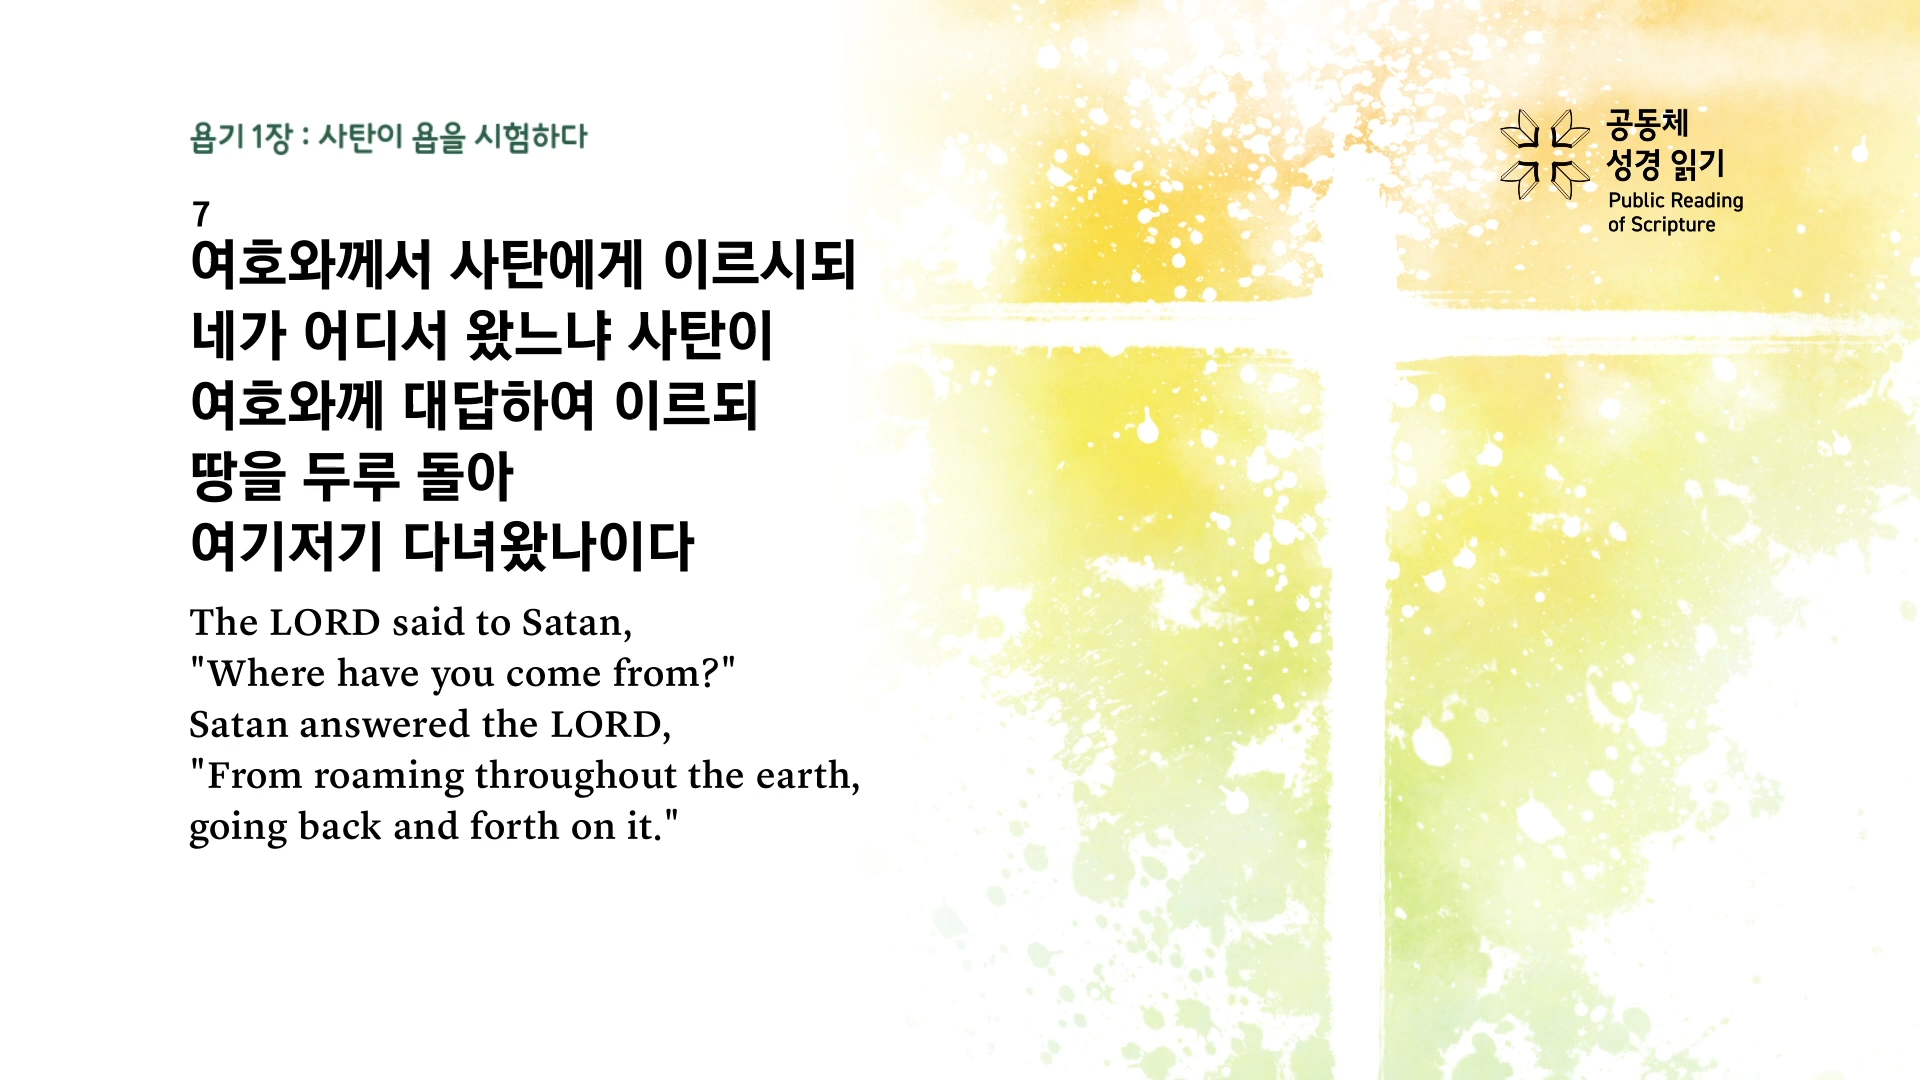 욥기 1장 : 사탄이 욥을 시험하다
7
여호와께서 사탄에게 이르시되
네가 어디서 왔느냐 사탄이
여호와께 대답하여 이르되
땅을 두루 돌아
여기저기 다녀왔나이다
The LORD said to Satan,
"Where have you come from?"
Satan answered the LORD,
"From roaming throughout the earth,
going back and forth on it."
공동체
성경 읽기
Public Reading
of Scripture